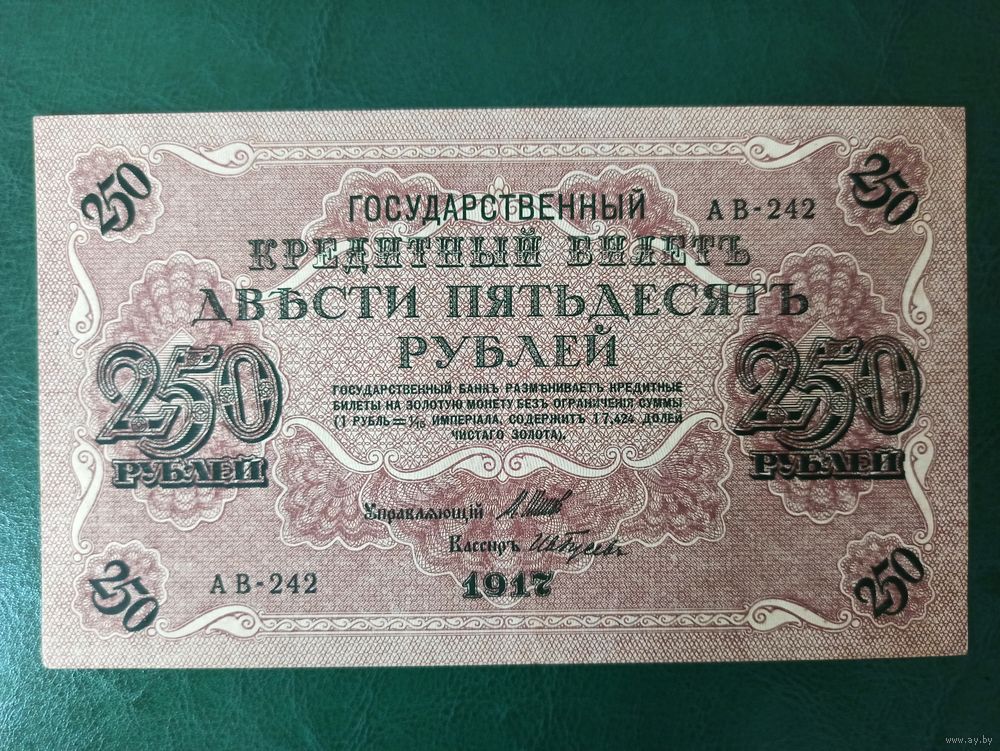 250 250
ГОСУДАРСТВЕННЫЙ АВ-242
КРЕДИТНЫЙ БИЛЕТЪ
ДВѢСТИ ПЯТЬДЕСЯТЪ
РУБЛЕЙ
250 250
РУБЛЕЙ РУБЛЕЙ
ГОСУДАРСТВЕННЫЙ БАНКЪ РАЗМѢНИВАЕТЪ КРЕДИТНЫЕ
БИЛЕТЫ НА ЗОЛОТУЮ МОНЕТУ БЕЗЪ ОГРАНИЧЕНІЯ СУММЫ
(1 РУБЛЬ=1/15 ИМПЕРІАЛА, СОДЕРЖИТЪ 17,424 ДОЛЕЙ
ЧИСТАГО ЗОЛОТА).
Управляющій
Кассиръ
АВ-242 1917
250 250
www.ay.by